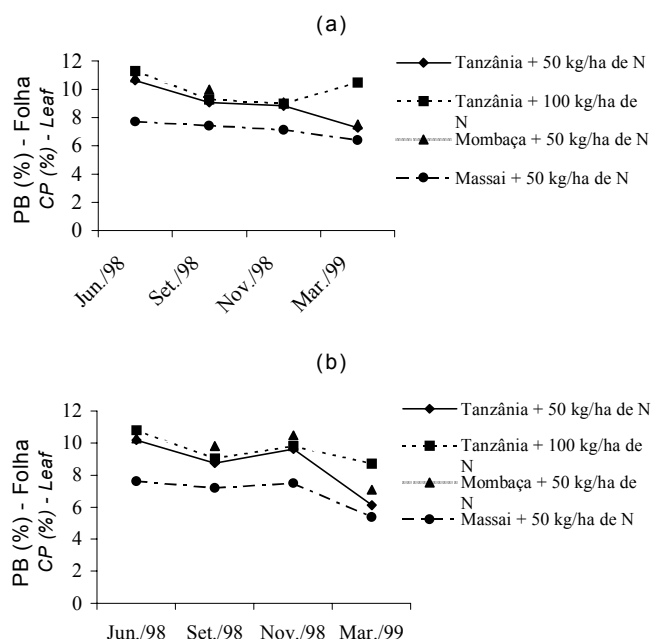 (a)
PB (%) - Folha
CP (%) - Leaf
12
10
8
6
4
2
0
Jun./98
Set./98
Nov./98
Mar./99
Tanzânia + 50 kg/ha de N
Tanzânia + 100 kg/ha de
N
Mombaça + 50 kg/ha de N
Massai + 50 kg/ha de N
(b)
PB (%) - Folha
CP (%) - Leaf
12
10
8
6
4
2
0
Jun./98
Set./98
Nov./98
Mar./99
Tanzânia + 50 kg/ha de N
Tanzânia + 100 kg/ha de
N
Mombaça + 50 kg/ha de
N
Massai + 50 kg/ha de N